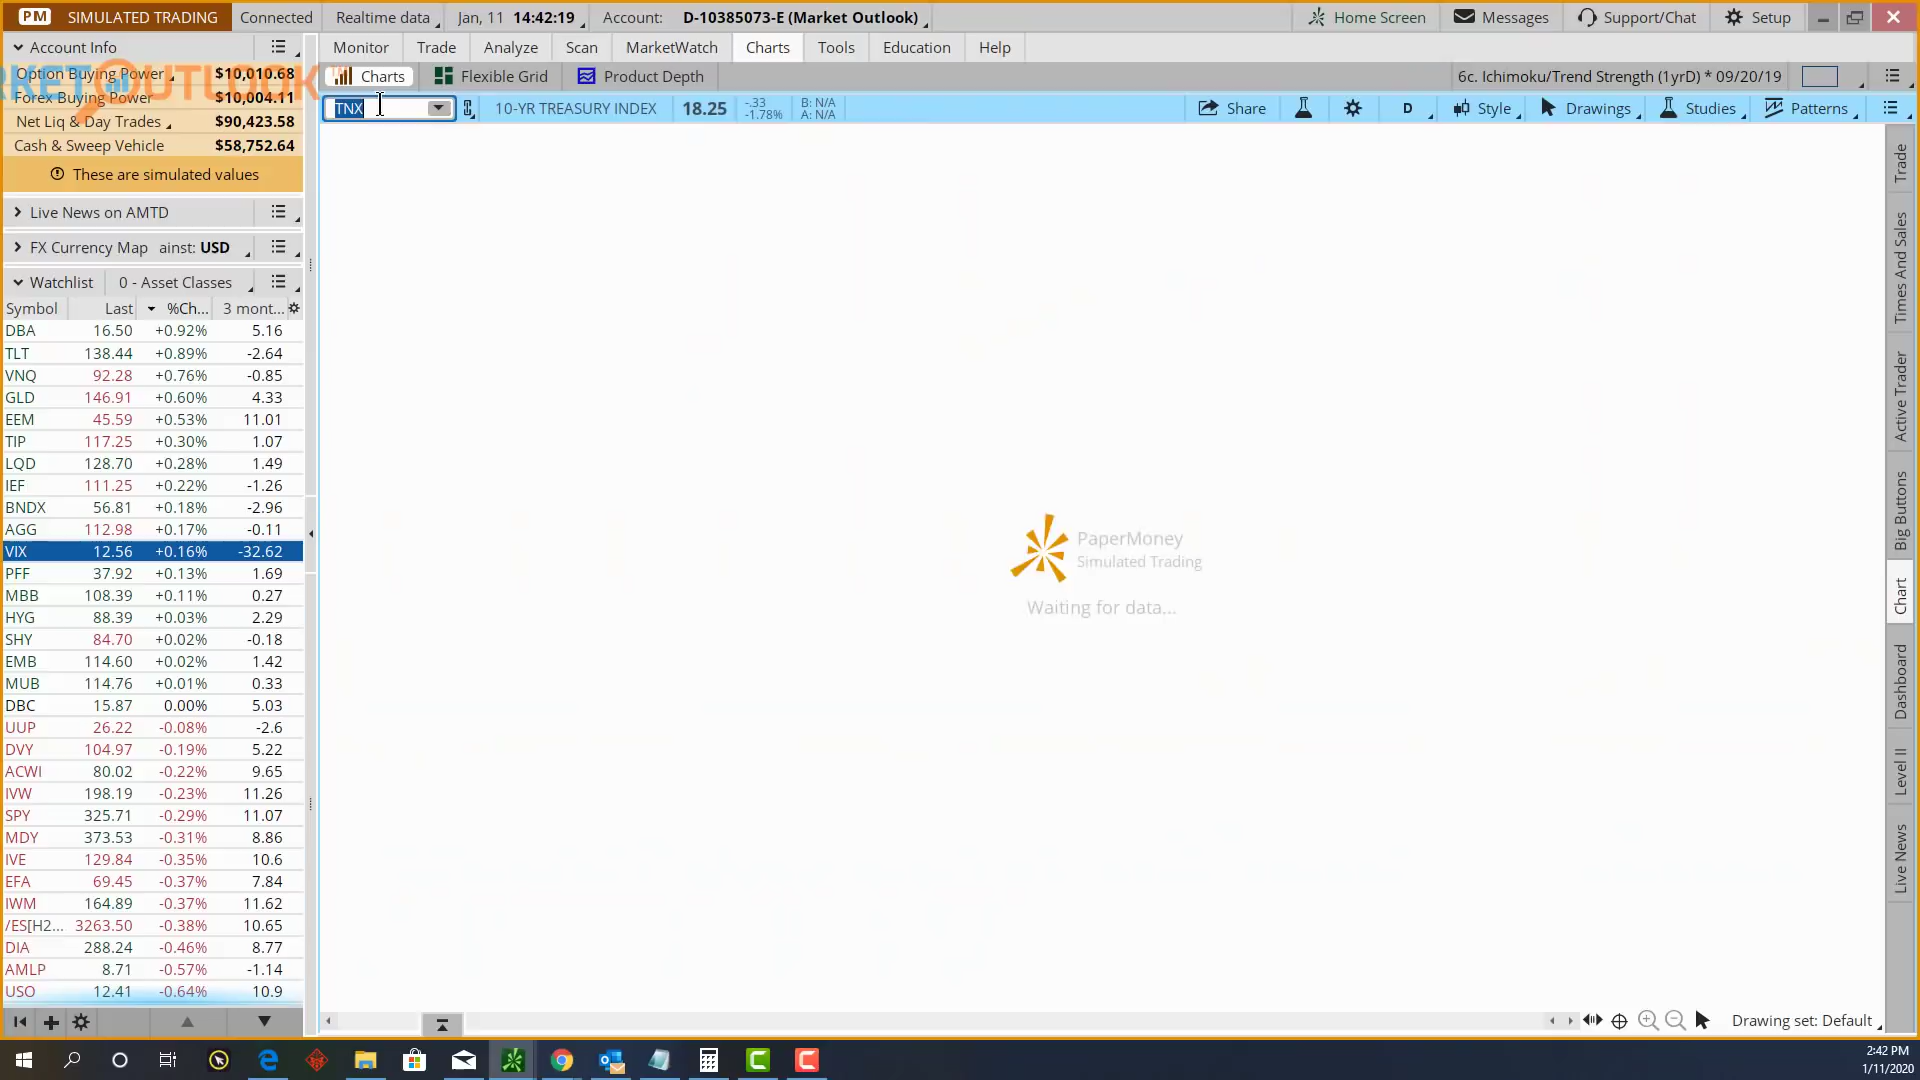 PM SIMULATED TRADING Connected Realtime data Jan, 11 14:42:19 Account: D-10385073-E (Market Outlook) Home Screen Messages Support/Chat Setup
Account Info
Monitor Trade Analyze Scan MarketWatch Charts Tools Education Help
Option Buying Power $10,010.68
Charts Flexible Grid Product Depth 6c. Ichimoku/Trend Strength (1yrD) * 09/20/19
RKETOUTLOOK
Forex Buying Power $10,004.11
TNX 10-YR TREASURY INDEX 18.25 -.33 B: N/A Share D Style Drawings Studies Patterns
-1.78% A: N/A
Net Liq & Day Trades $90,423.58
Cash & Sweep Vehicle $58,752.64
These are simulated values
Live News on AMTD
FX Currency Map ainst: USD
Watchlist 0 - Asset Classes
Symbol Last %Ch... 3 mont...
DBA 16.50 +0.92% 5.16
TLT 138.44 +0.89% -2.64
VNQ 92.28 +0.76% -0.85
GLD 146.91 +0.60% 4.33
EEM 45.59 +0.53% 11.01
TIP 117.25 +0.30% 1.07
LQD 128.70 +0.28% 1.49
IEF 111.25 +0.22% -1.26
BNDX 56.81 +0.18% -2.96
AGG 112.98 +0.17% -0.11
VIX 12.56 +0.16% -32.62
PFF 37.92 +0.13% 1.69
MBB 108.39 +0.11% 0.27
HYG 88.39 +0.03% 2.29
SHY 84.70 +0.02% -0.18
EMB 114.60 +0.02% 1.42
MUB 114.76 +0.01% 0.33
DBC 15.87 0.00% 5.03
UUP 26.22 -0.08% -2.6
DVY 104.97 -0.19% 5.22
ACWI 80.02 -0.22% 9.65
IVW 198.19 -0.23% 11.26
SPY 325.71 -0.29% 11.07
MDY 373.53 -0.31% 8.86
IVE 129.84 -0.35% 10.6
EFA 69.45 -0.37% 7.84
IWM 164.89 -0.37% 11.62
/ES[H2... 3263.50 -0.38% 10.65
DIA 288.24 -0.46% 8.77
AMLP 8.71 -0.57% -1.14
USO 12.41 -0.64% 10.9
PaperMoney
Simulated Trading
Waiting for data...
Trade
Times And Sales
Active Trader
Big Buttons
Chart
Dashboard
Level II
Live News
Drawing set: Default
2:42 PM
1/11/2020